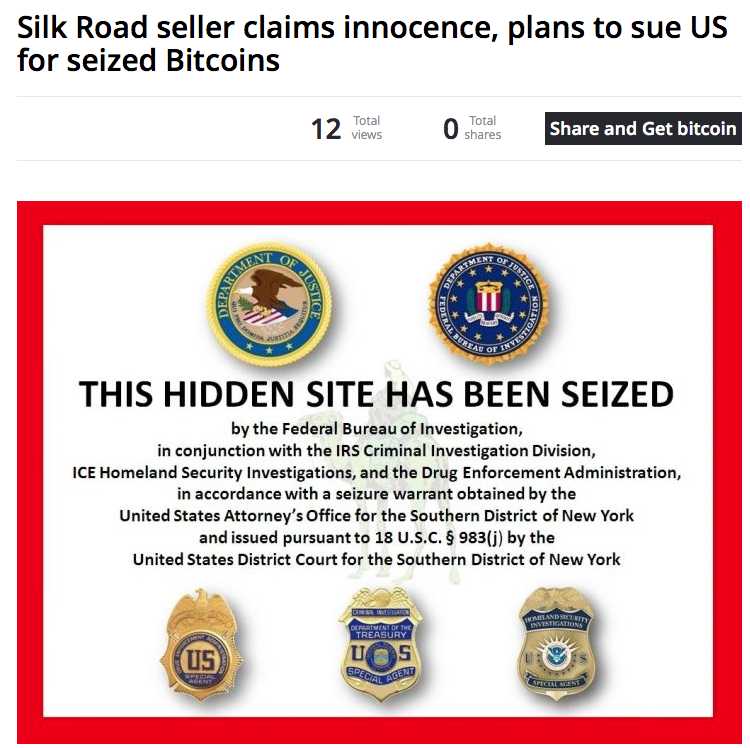 Silk Road seller claims innocence, plans to sue US
for seized Bitcoins
12 Total views
0 Total shares
Share and Get bitcoin
DEPARTMENT OF JUSTICE
QUI PRO DOMINA JUSTITIA SEQUITUR
DEPARTMENT OF JUSTICE
FEDERAL BUREAU OF INVESTIGATION
THIS HIDDEN SITE HAS BEEN SEIZED
by the Federal Bureau of Investigation,
in conjunction with the IRS Criminal Investigation Division,
ICE Homeland Security Investigations, and the Drug Enforcement Administration,
in accordance with a seizure warrant obtained by the
United States Attorney's Office for the Southern District of New York
and issued pursuant to 18 U.S.C. § 983(j) by the
United States District Court for the Southern District of New York
US
SPECIAL
AGENT
CRIMINAL INVESTIGATION
DEPARTMENT OF THE
TREASURY
U S
SPECIAL AGENT
HOMELAND SECURITY
INVESTIGATIONS
U S
SPECIAL AGENT